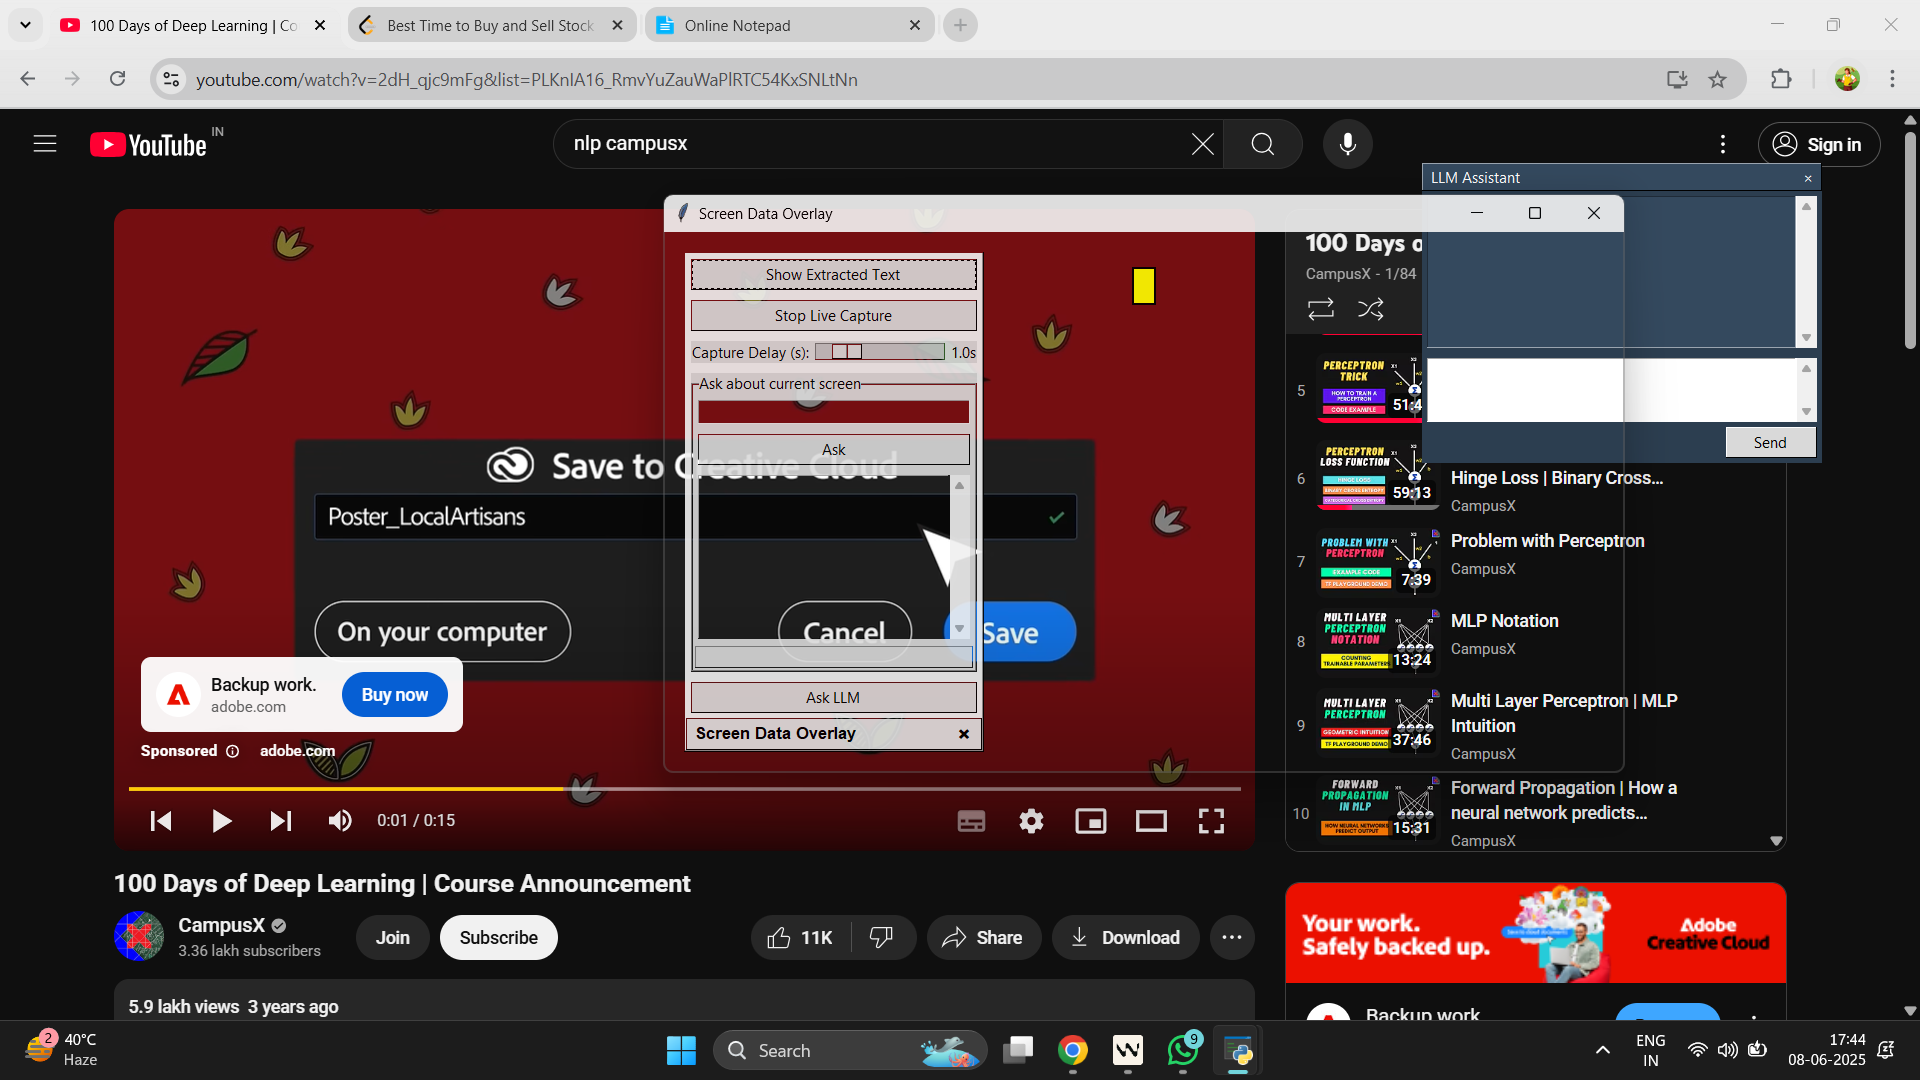 100 Days of Deep Learning | Co
Best Time to Buy and Sell Stock
Online Notepad
youtube.com/watch?v=2dH_qjc9mFg&list=PLKnIA16_RmvYuZauWaPlRTC54KxSNLtNn
YouTube IN
nlp campusx
Sign in
LLM Assistant
Screen Data Overlay
Show Extracted Text
Stop Live Capture
Capture Delay (s): 1.0s
Ask about current screen
Ask
Save to Creative Cloud
Poster_LocalArtisans
On your computer
Cancel
Save
Ask LLM
Screen Data Overlay
Backup work.
adobe.com
Buy now
Sponsored
adobe.com
0:01 / 0:15
100 Days o
CampusX - 1/84
Send
5
PERCEPTRON
TRICK
HOW TO TRAIN A
PERCEPTRON
CODE EXAMPLE
51:4
6
PERCEPTRON
LOSS FUNCTION
HINGE LOSS
59:13
Hinge Loss | Binary Cross...
CampusX
7
PROBLEM WITH
PERCEPTRON
EXAMPLE CODE
TF PLAYGROUND DEMO
7:39
Problem with Perceptron
CampusX
8
MULTI LAYER
PERCEPTRON
NOTATION
COUNTING
TRAINABLE PARAMETERS
13:24
MLP Notation
CampusX
9
MULTI LAYER
PERCEPTRON
GEOMETRIC INTUITION
TF PLAYGROUND DEMO
37:46
Multi Layer Perceptron | MLP
Intuition
CampusX
10
FORWARD
PROPAGATION
IN MLP
HOW NEURAL NETWORKS
PREDICT OUTPUT
15:31
Forward Propagation | How a
neural network predicts...
CampusX
100 Days of Deep Learning | Course Announcement
CampusX
3.36 lakh subscribers
Join
Subscribe
11K
Share
Download
5.9 lakh views 3 years ago
Your work.
Safely backed up.
Adobe
Creative Cloud
Backup work
2
40°C
Haze
Search
9
ENG
IN
17:44
08-06-2025